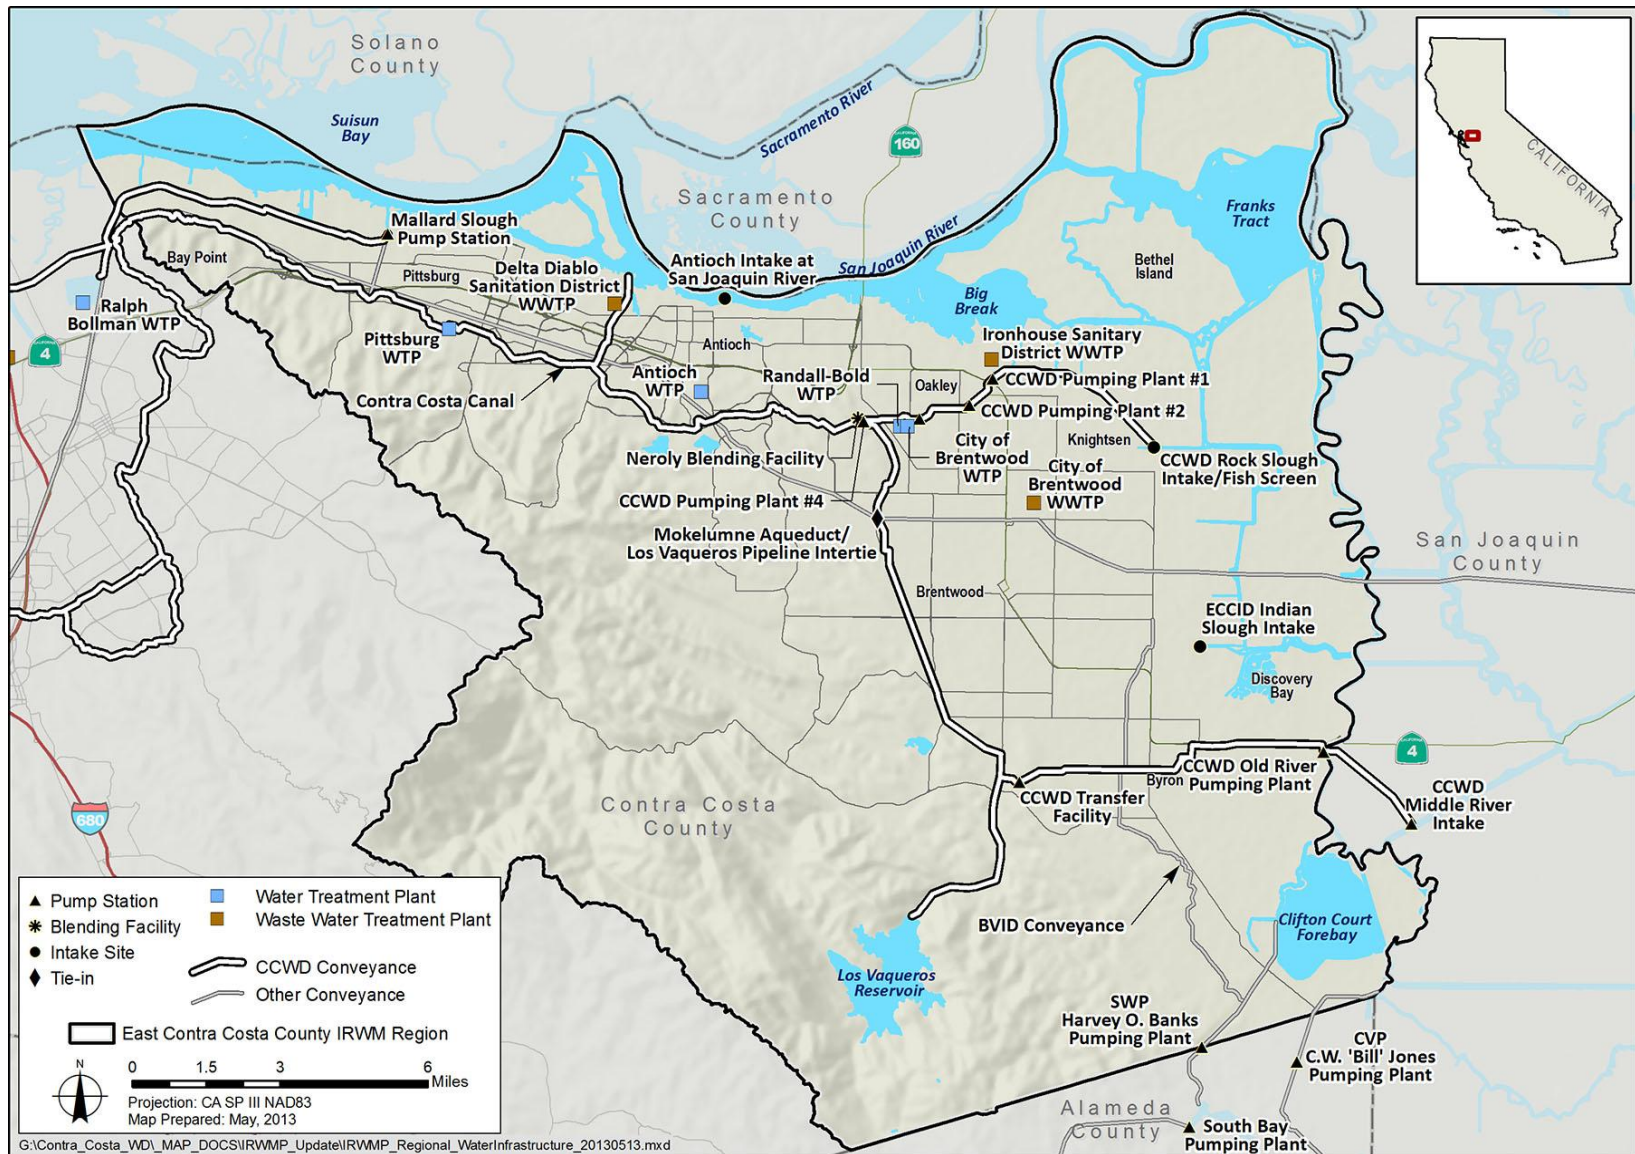 Solano
County
Suisun
Bay
Sacramento River
160
Sacramento
County
San Joaquin River
Franks
Tract
CALIFORNIA
Mallard Slough
Pump Station
Bay Point
Pittsburg
Delta Diablo
Sanitation District
WWTP
Antioch Intake at
San Joaquin River
Bethel
Island
Big
Break
Ralph
Bollman WTP
4
Pittsburg
WTP
Antioch
Ironhouse Sanitary
District WWTP
Contra Costa Canal
Antioch
WTP
Randall-Bold
WTP
Oakley
CCWD Pumping Plant #1
CCWD Pumping Plant #2
Knightsen
Neroly Blending Facility
City of
Brentwood
WTP
City of
Brentwood
WWTP
CCWD Rock Slough
Intake/Fish Screen
CCWD Pumping Plant #4
Mokelumne Aqueduct/
Los Vaqueros Pipeline Intertie
San Joaquin
County
Brentwood
ECCID Indian
Slough Intake
Discovery
Bay
4
680
Contra Costa
County
CCWD Transfer
Facility
Byron
CCWD Old River
Pumping Plant
CCWD
Middle River
Intake
BVID Conveyance
Clifton Court
Forebay
Los Vaqueros
Reservoir
SWP
Harvey O. Banks
Pumping Plant
CVP
C.W. 'Bill' Jones
Pumping Plant
Alameda
County
South Bay
Pumping Plant
Pump Station
Blending Facility
Intake Site
Tie-in
Water Treatment Plant
Waste Water Treatment Plant
CCWD Conveyance
Other Conveyance
East Contra Costa County IRWM Region
N
0 1.5 3 6
Miles
Projection: CA SP III NAD83
Map Prepared: May, 2013
G:\Contra_Costa_WD\_MAP_DOCS\IRWMP_Update\IRWMP_Regional_WaterInfrastructure_20130513.mxd